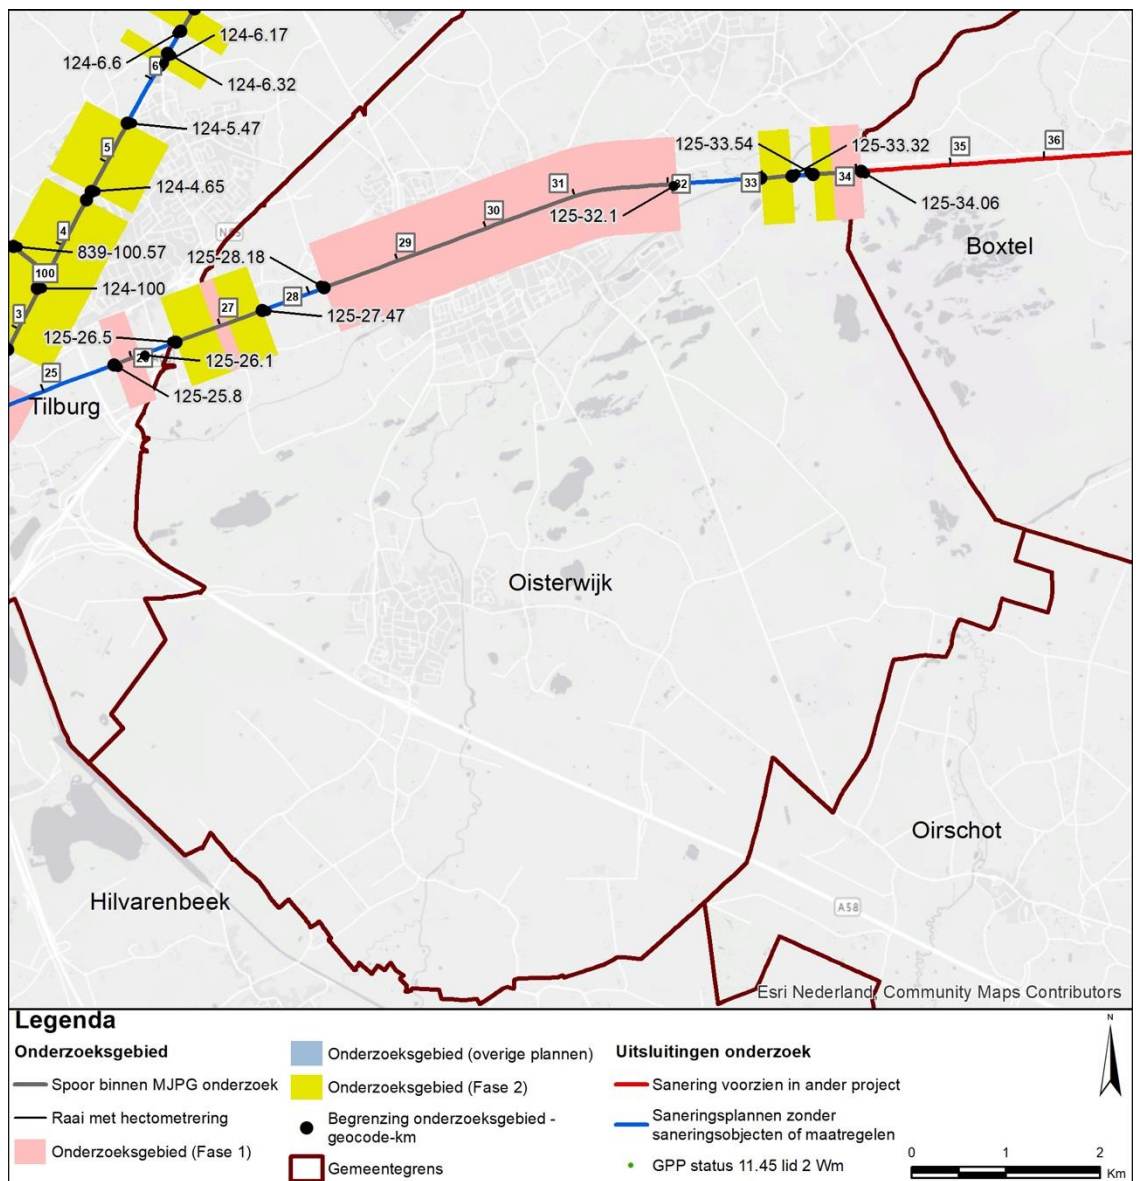 124-6.17
124-6.6
6
124-6.32
124-5.47
5
124-4.65
4
839-100.57
100
124-100
3
N65
125-28.18
125-33.54
125-33.32
35
36
31
32
33
34
30
125-32.1
125-34.06
29
Boxtel
27
28
125-27.47
125-26.5
125-26.1
25
125-25.8
Tilburg
Oisterwijk
Oirschot
Hilvarenbeek
A58
Esri Nederland, Community Maps Contributors
Legenda
Onderzoeksgebied
Spoor binnen MJPG onderzoek
Raai met hectometrering
Onderzoeksgebied (Fase 1)
Onderzoeksgebied (overige plannen)
Onderzoeksgebied (Fase 2)
Begrenzing onderzoeksgebied -
geocode-km
Gemeentegrens
Uitsluitingen onderzoek
Sanering voorzien in ander project
Saneringsplannen zonder
saneringsobjecten of maatregelen
GPP status 11.45 lid 2 Wm
N
0 1 2
Km